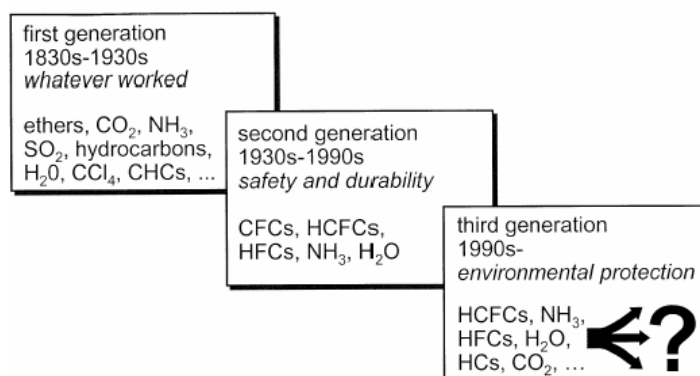 first generation
1830s-1930s
whatever worked
ethers, CO₂, NH₃,
SO₂, hydrocarbons,
H₂0, CCl₄, CHCs, ...
second generation
1930s-1990s
safety and durability
CFCs, HCFCs,
HFCs, NH₃, H₂O
third generation
1990s-
environmental protection
HCFCs, NH₃,
HFCs, H₂O,
HCs, CO₂, ...
?